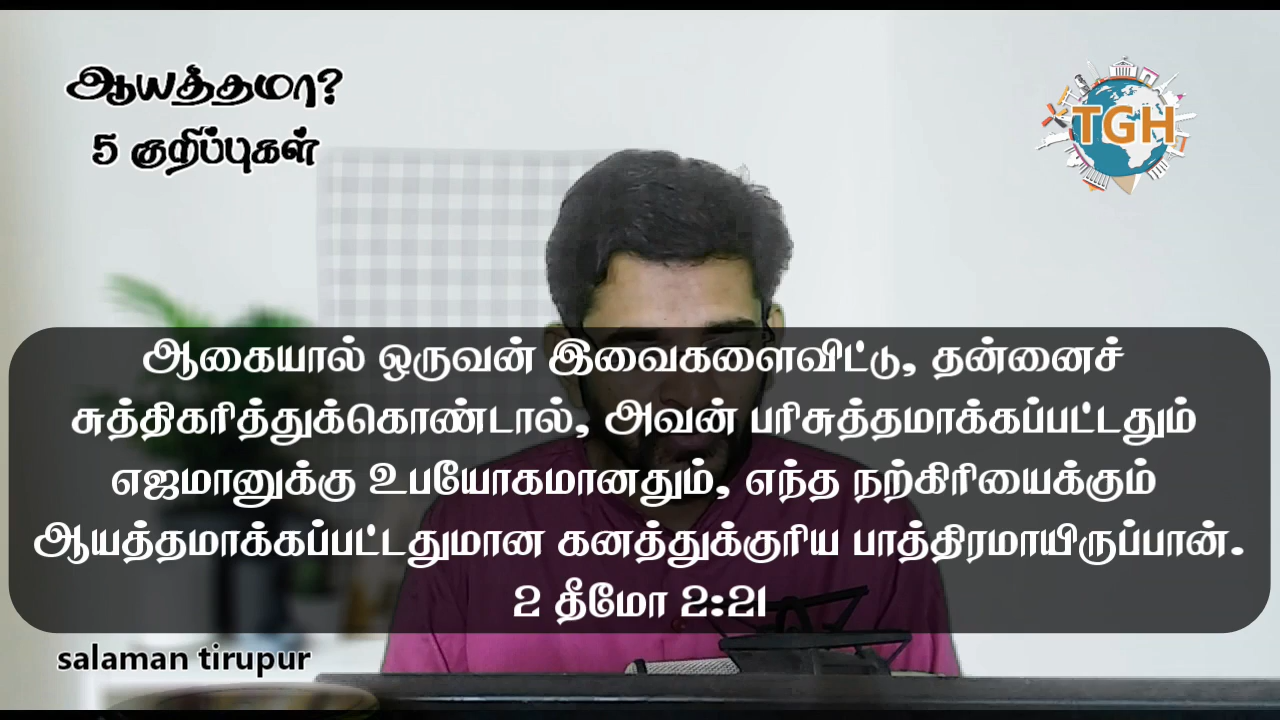 ஆயத்தமா?
5 குறிப்புகள்
TGH
ஆகையால் ஒருவன் இவைகளைவிட்டு, தன்னைச்
சுத்திகரித்துக்கொண்டால், அவன் பரிசுத்தமாக்கப்பட்டதும்
எஜமானுக்கு உபயோகமானதும், எந்த நற்கிரியைக்கும்
ஆயத்தமாக்கப்பட்டதுமான கனத்துக்குரிய பாத்திரமாயிருப்பான்.
2 தீமோ 2:21
salaman tirupur